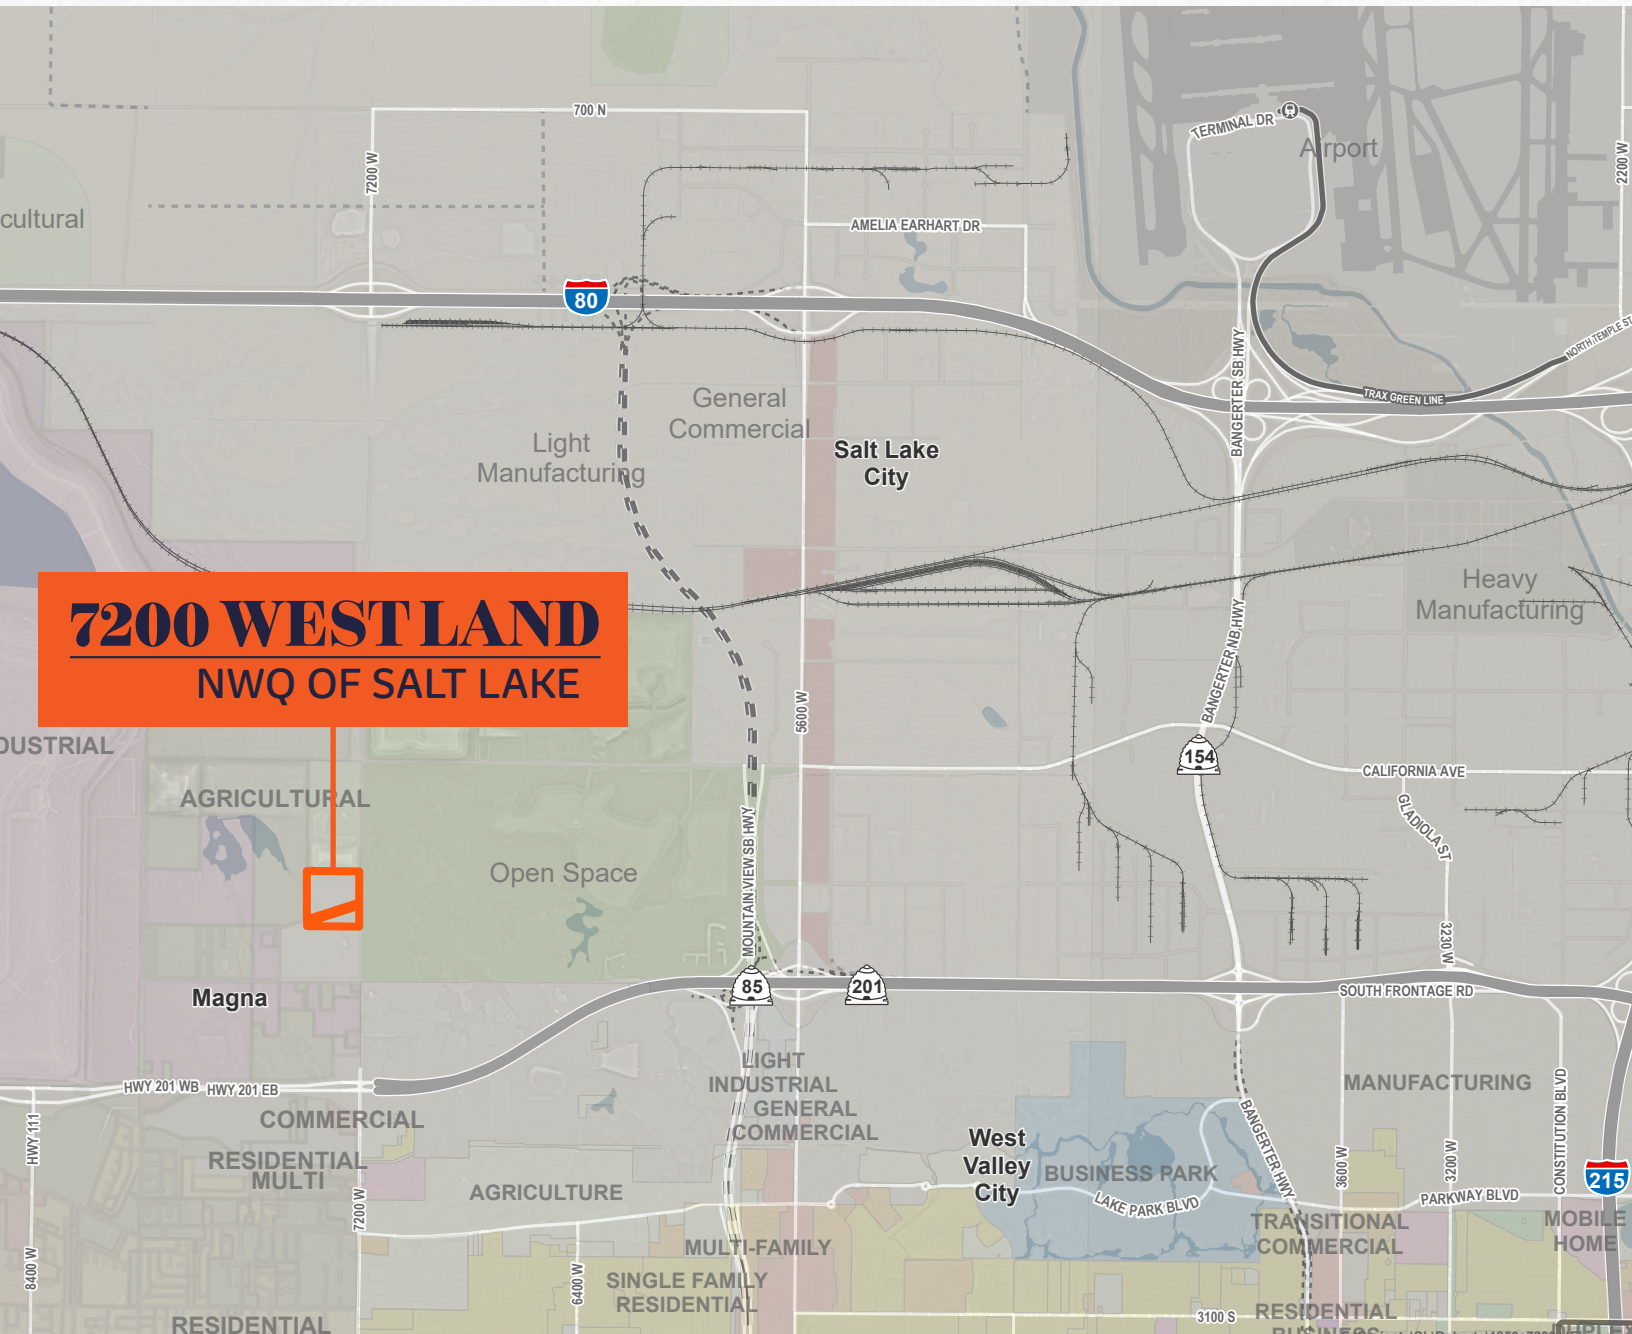 700 N
7200 W
TERMINAL DR
Airport
2200 W
cultural
AMELIA EARHART DR
80
BANGERTER SB HWY
NORTH TEMPLE ST
TRAX GREEN LINE
General
Commercial
Light
Manufacturing
Salt Lake
City
Heavy
Manufacturing
7200 WEST LAND
NWQ OF SALT LAKE
BANGERTER NB HWY
5600 W
DUSTRIAL
154
CALIFORNIA AVE
AGRICULTURAL
GLADIOLA ST
MOUNTAIN VIEW SB HWY
Open Space
3230 W
85
201
SOUTH FRONTAGE RD
Magna
LIGHT
INDUSTRIAL
GENERAL
COMMERCIAL
HWY 201 WB
HWY 201 EB
MANUFACTURING
COMMERCIAL
HWY 111
CONSTITUTION BLVD
BANGERTER HWY
West
Valley
City
RESIDENTIAL
MULTI
BUSINESS PARK
3600 W
3200 W
215
AGRICULTURE
LAKE PARK BLVD
PARKWAY BLVD
7200 W
TRANSITIONAL
COMMERCIAL
MOBILE
HOME
MULTI-FAMILY
8400 W
6400 W
SINGLE FAMILY
RESIDENTIAL
3100 S
RESIDENTIAL
BUSINESS
RESIDENTIAL